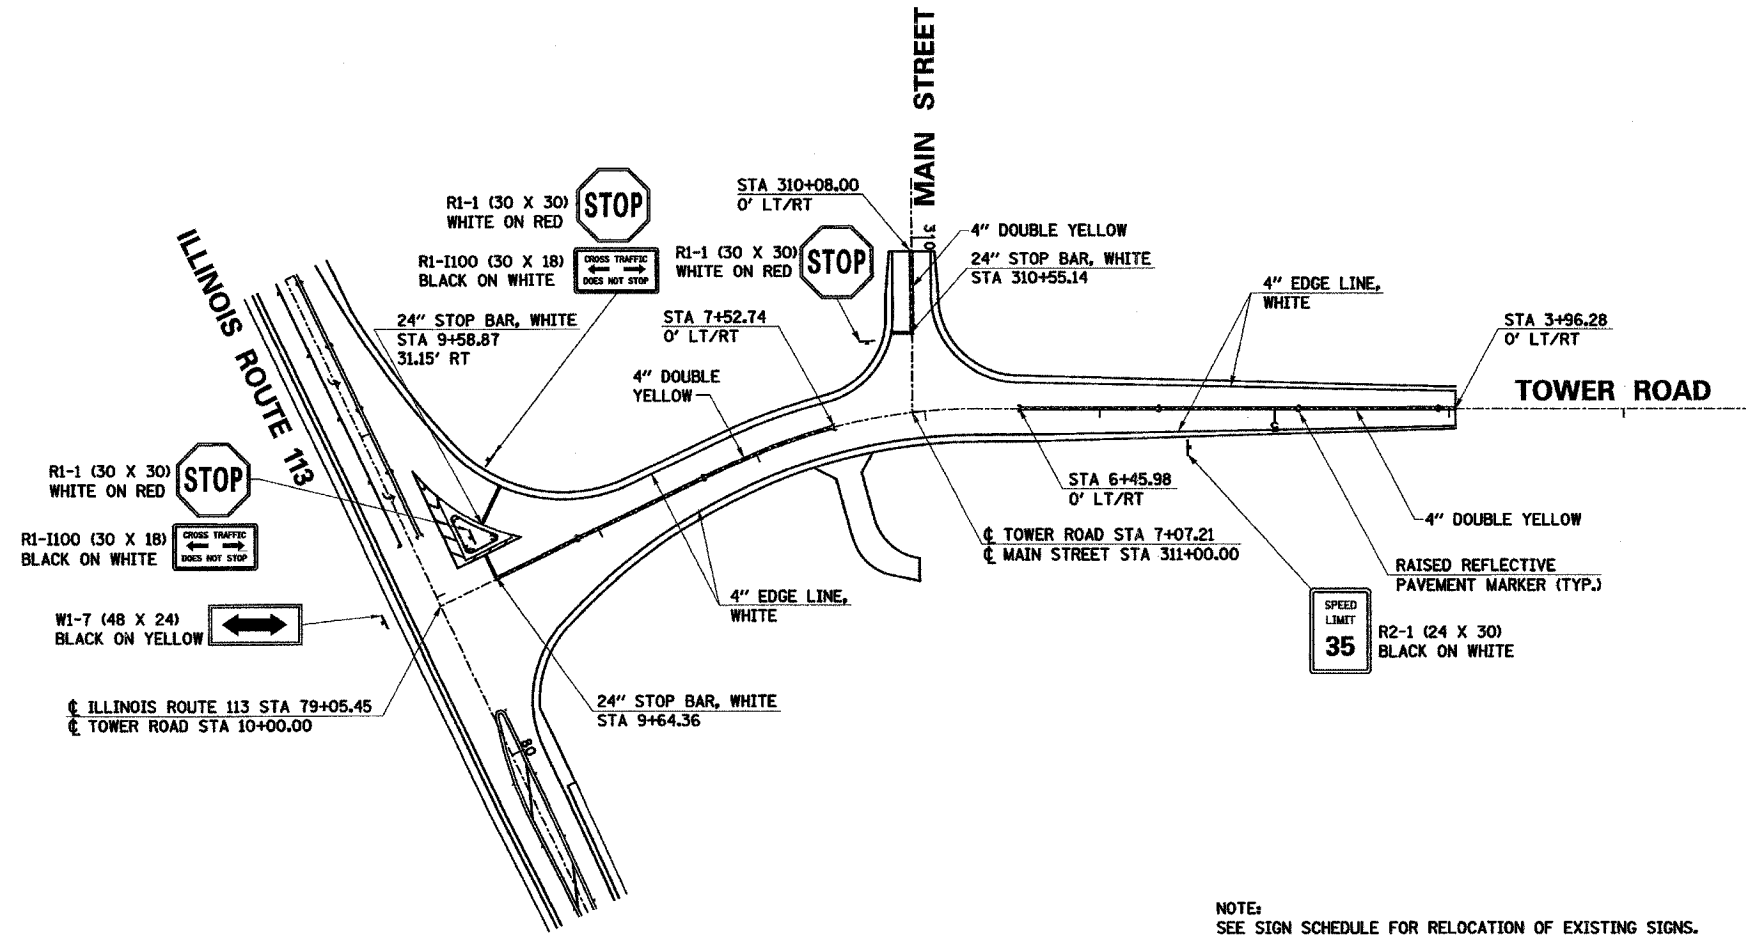 MAIN STREET
R1-1 (30 X 30)
WHITE ON RED
STOP
R1-I100 (30 X 18)
BLACK ON WHITE
CROSS TRAFFIC
DOES NOT STOP
STA 310+08.00
0' LT/RT
R1-1 (30 X 30)
WHITE ON RED
STOP
310
4" DOUBLE YELLOW
24" STOP BAR, WHITE
STA 310+55.14
4" EDGE LINE,
WHITE
ILLINOIS ROUTE 113
24" STOP BAR, WHITE
STA 9+58.87
31.15' RT
STA 7+52.74
0' LT/RT
4" DOUBLE
YELLOW
STA 3+96.28
0' LT/RT
TOWER ROAD
5
R1-1 (30 X 30)
WHITE ON RED
STOP
R1-I100 (30 X 18)
BLACK ON WHITE
CROSS TRAFFIC
DOES NOT STOP
STA 6+45.98
0' LT/RT
4" DOUBLE YELLOW
℄ TOWER ROAD STA 7+07.21
℄ MAIN STREET STA 311+00.00
RAISED REFLECTIVE
PAVEMENT MARKER (TYP.)
W1-7 (48 X 24)
BLACK ON YELLOW
4" EDGE LINE,
WHITE
SPEED
LIMIT
35
R2-1 (24 X 30)
BLACK ON WHITE
℄ ILLINOIS ROUTE 113 STA 79+05.45
℄ TOWER ROAD STA 10+00.00
24" STOP BAR, WHITE
STA 9+64.36
80
NOTE:
SEE SIGN SCHEDULE FOR RELOCATION OF EXISTING SIGNS.